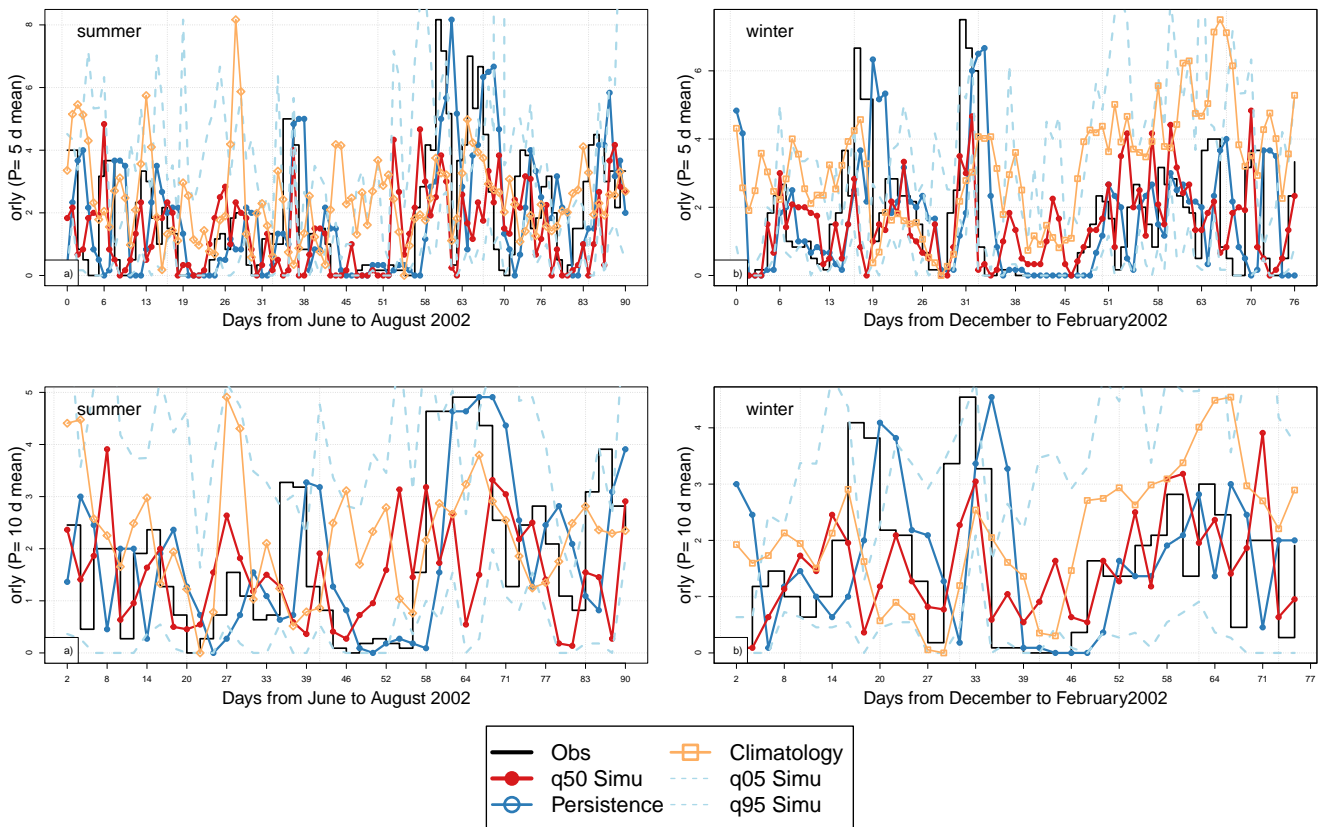 summer
orly (P= 5 d mean)
8
6
4
2
0
a)
0 6 13 19 26 31 38 45 52 58 63 70 76 83 90
Days from June to August 2002
winter
orly (P= 5 d mean)
6
4
2
0
b)
0 6 13 19 26 31 38 45 51 58 63 70 76
Days from December to February2002
summer
orly (P= 10 d mean)
5
4
3
2
1
0
a)
2 8 14 20 27 33 39 46 52 58 64 71 77 83 90
Days from June to August 2002
winter
orly (P= 10 d mean)
4
3
2
1
0
b)
2 8 14 20 27 33 39 46 52 58 64 71 77
Days from December to February2002
Obs
q50 Simu
Persistence
Climatology
q05 Simu
q95 Simu